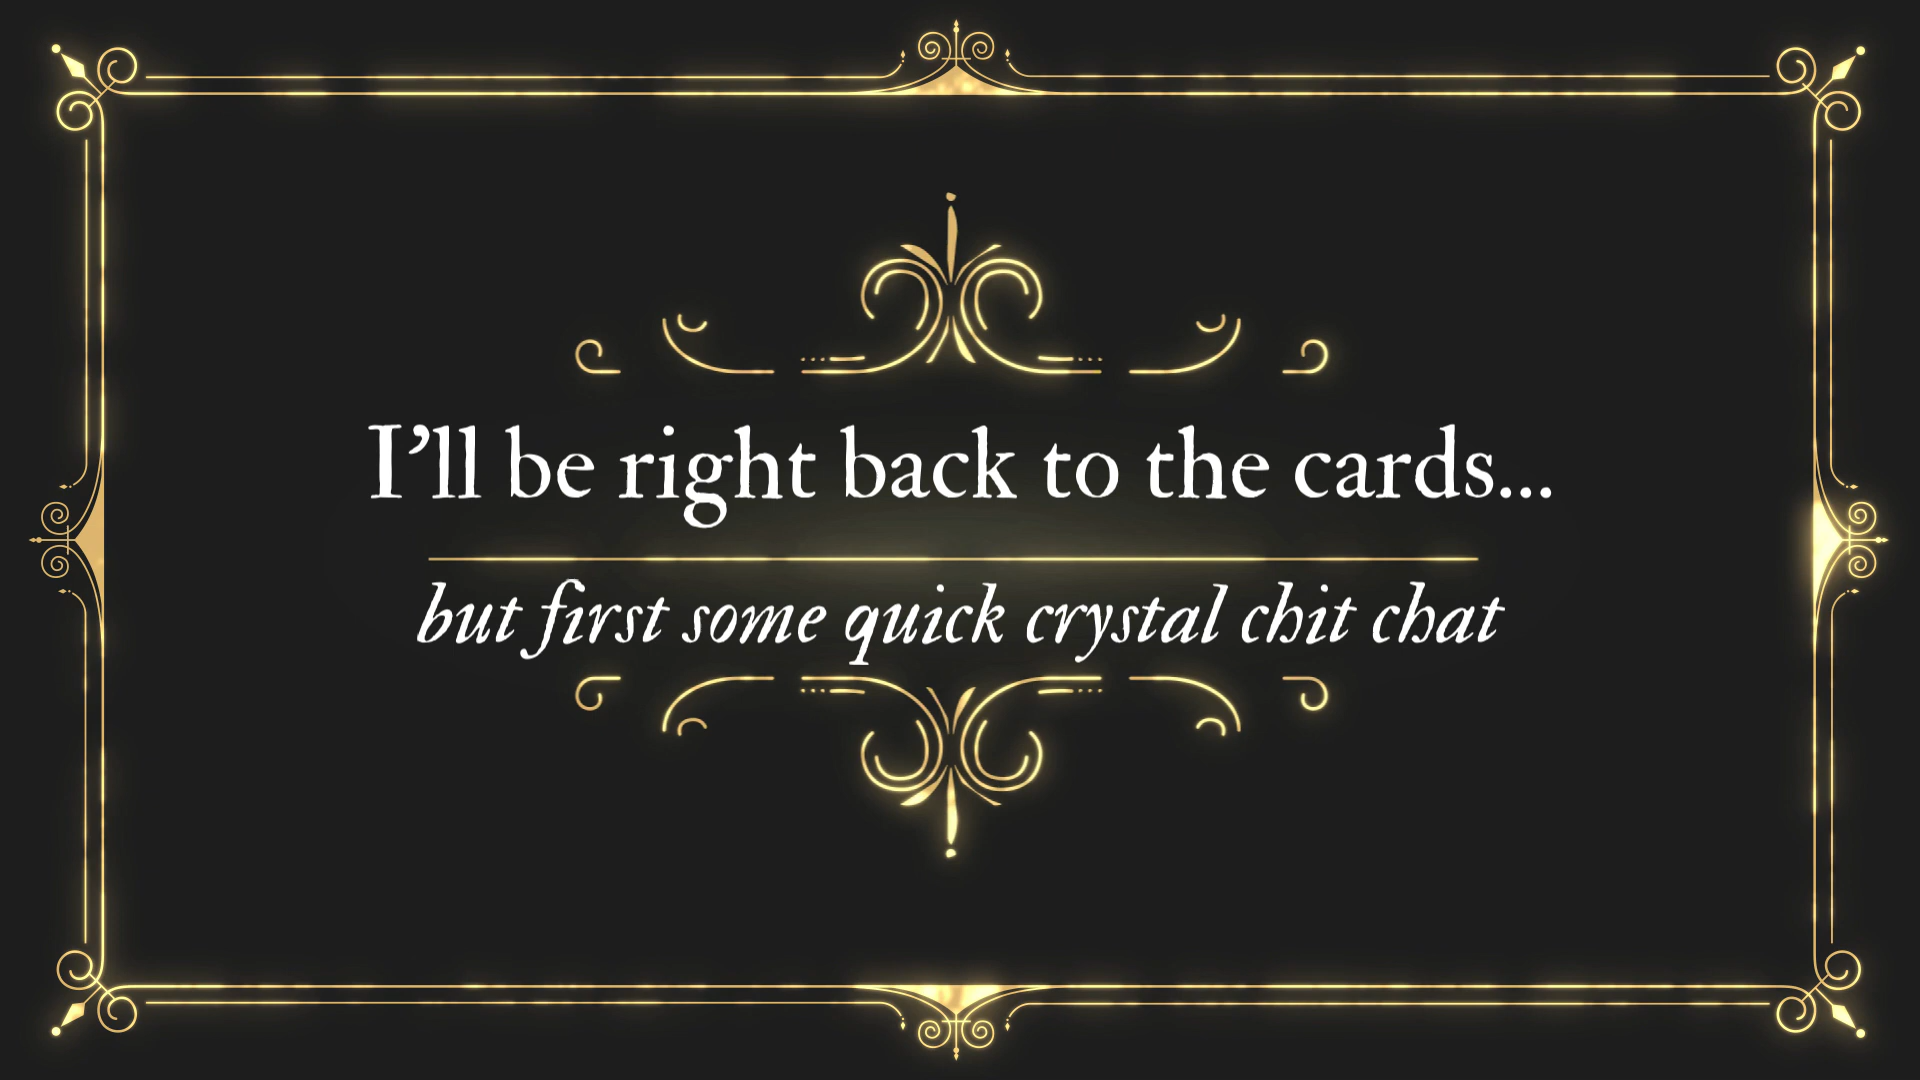 I’ll be right back to the cards...
but first some quick crystal chit chat